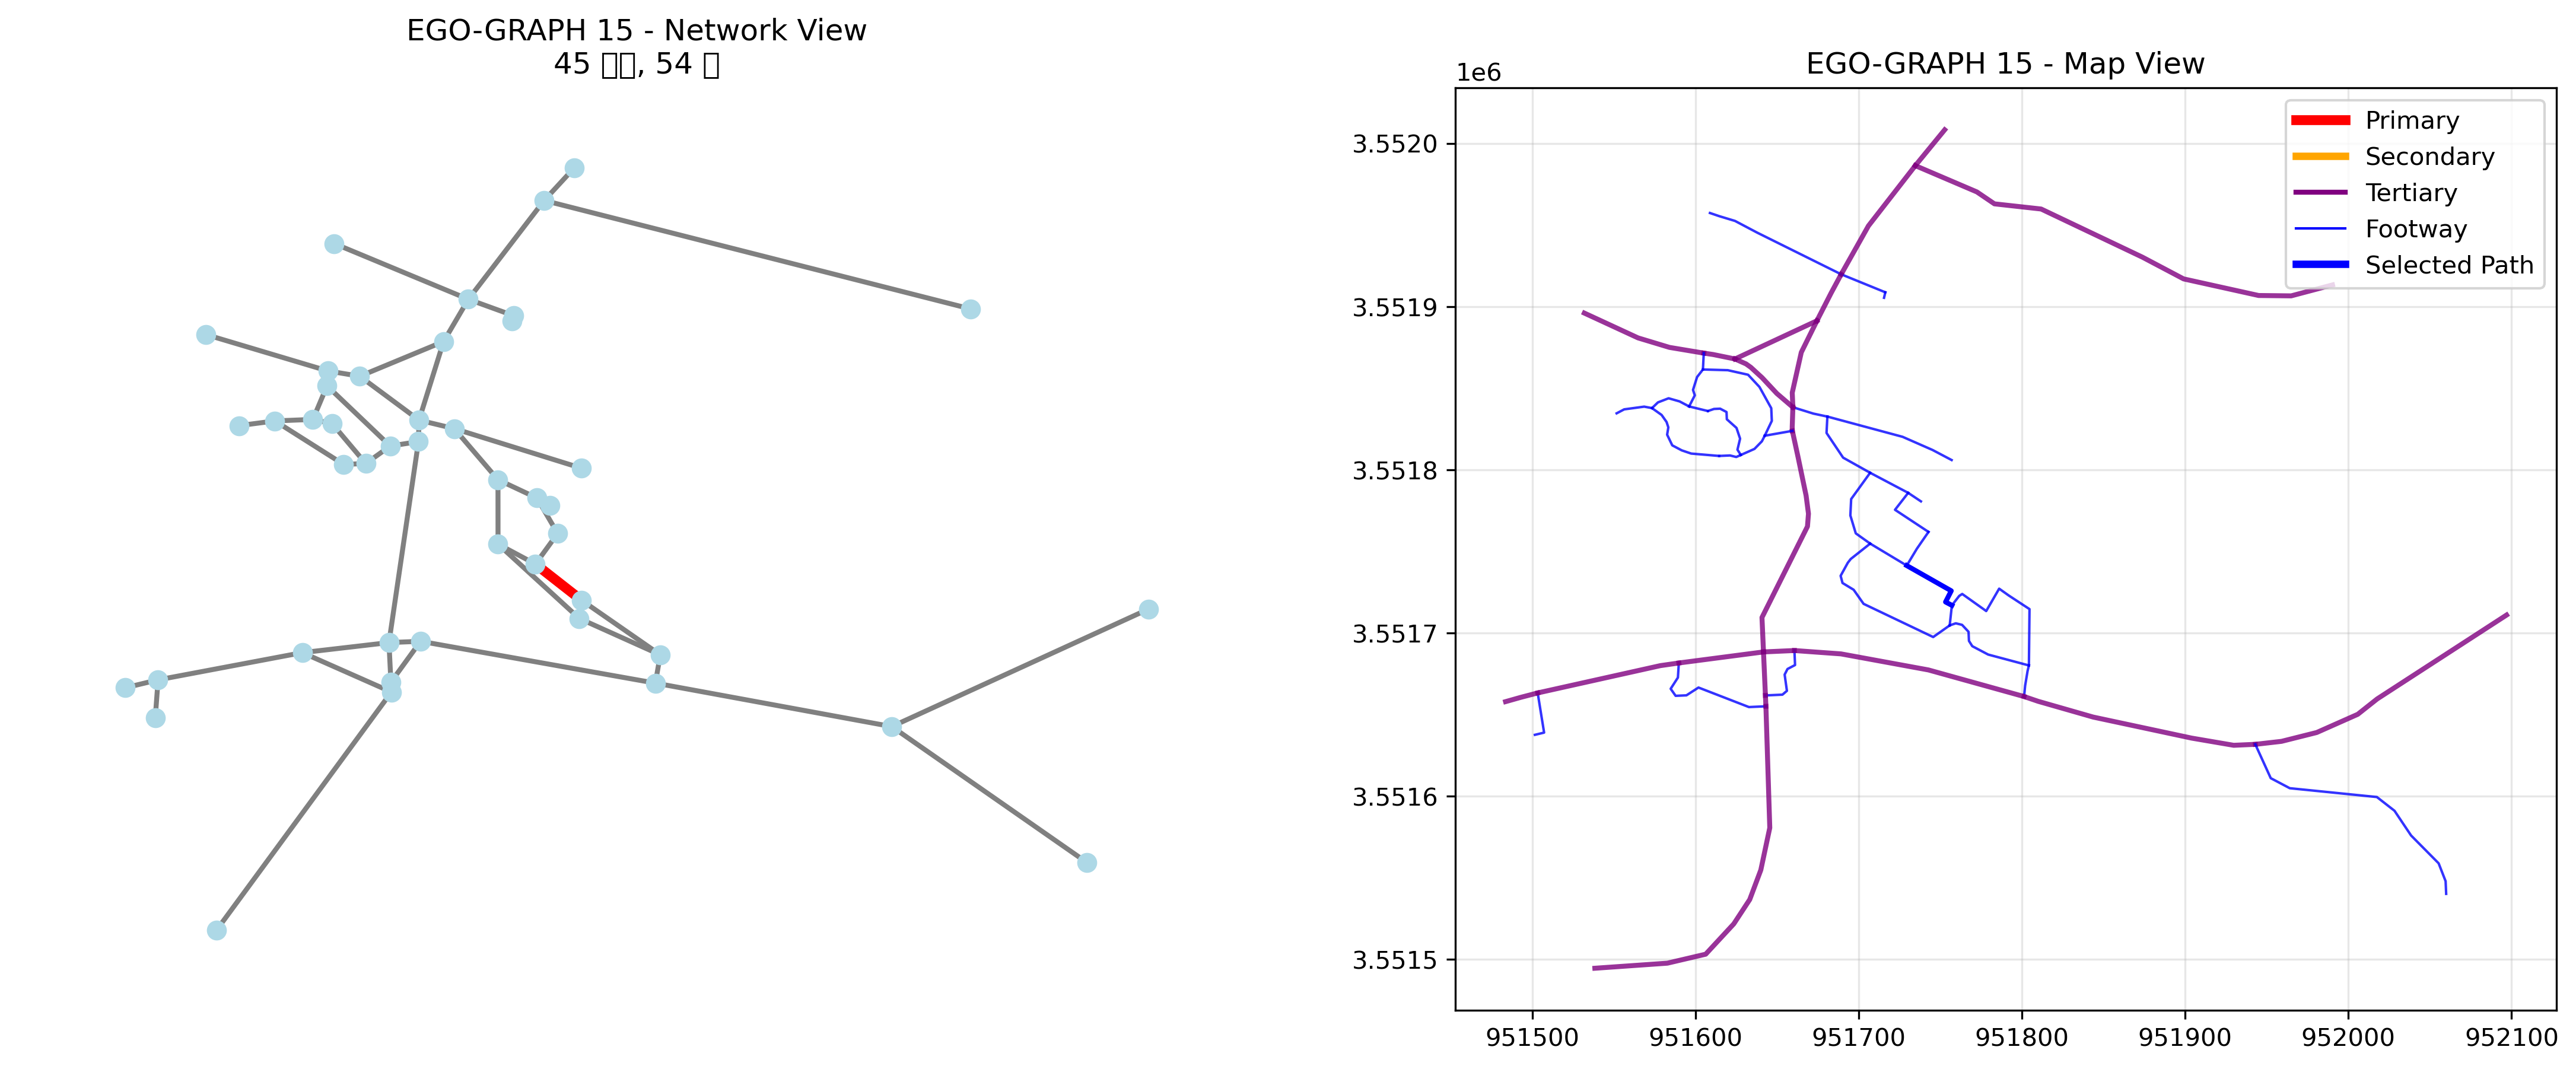 EGO-GRAPH 15 - Network View
45 , 54
EGO-GRAPH 15 - Map View
1e6
Primary
Secondary
Tertiary
Footway
Selected Path
3.5520
3.5519
3.5518
3.5517
3.5516
3.5515
951500 951600 951700 951800 951900 952000 952100